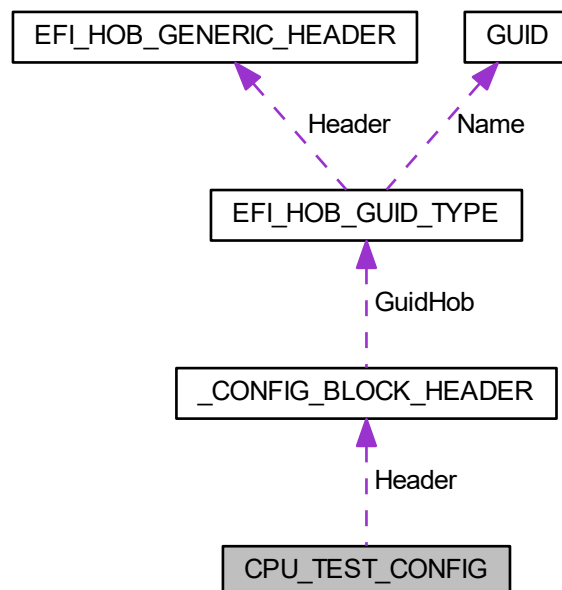 EFI_HOB_GENERIC_HEADER
GUID
Header
Name
EFI_HOB_GUID_TYPE
GuidHob
_CONFIG_BLOCK_HEADER
Header
CPU_TEST_CONFIG